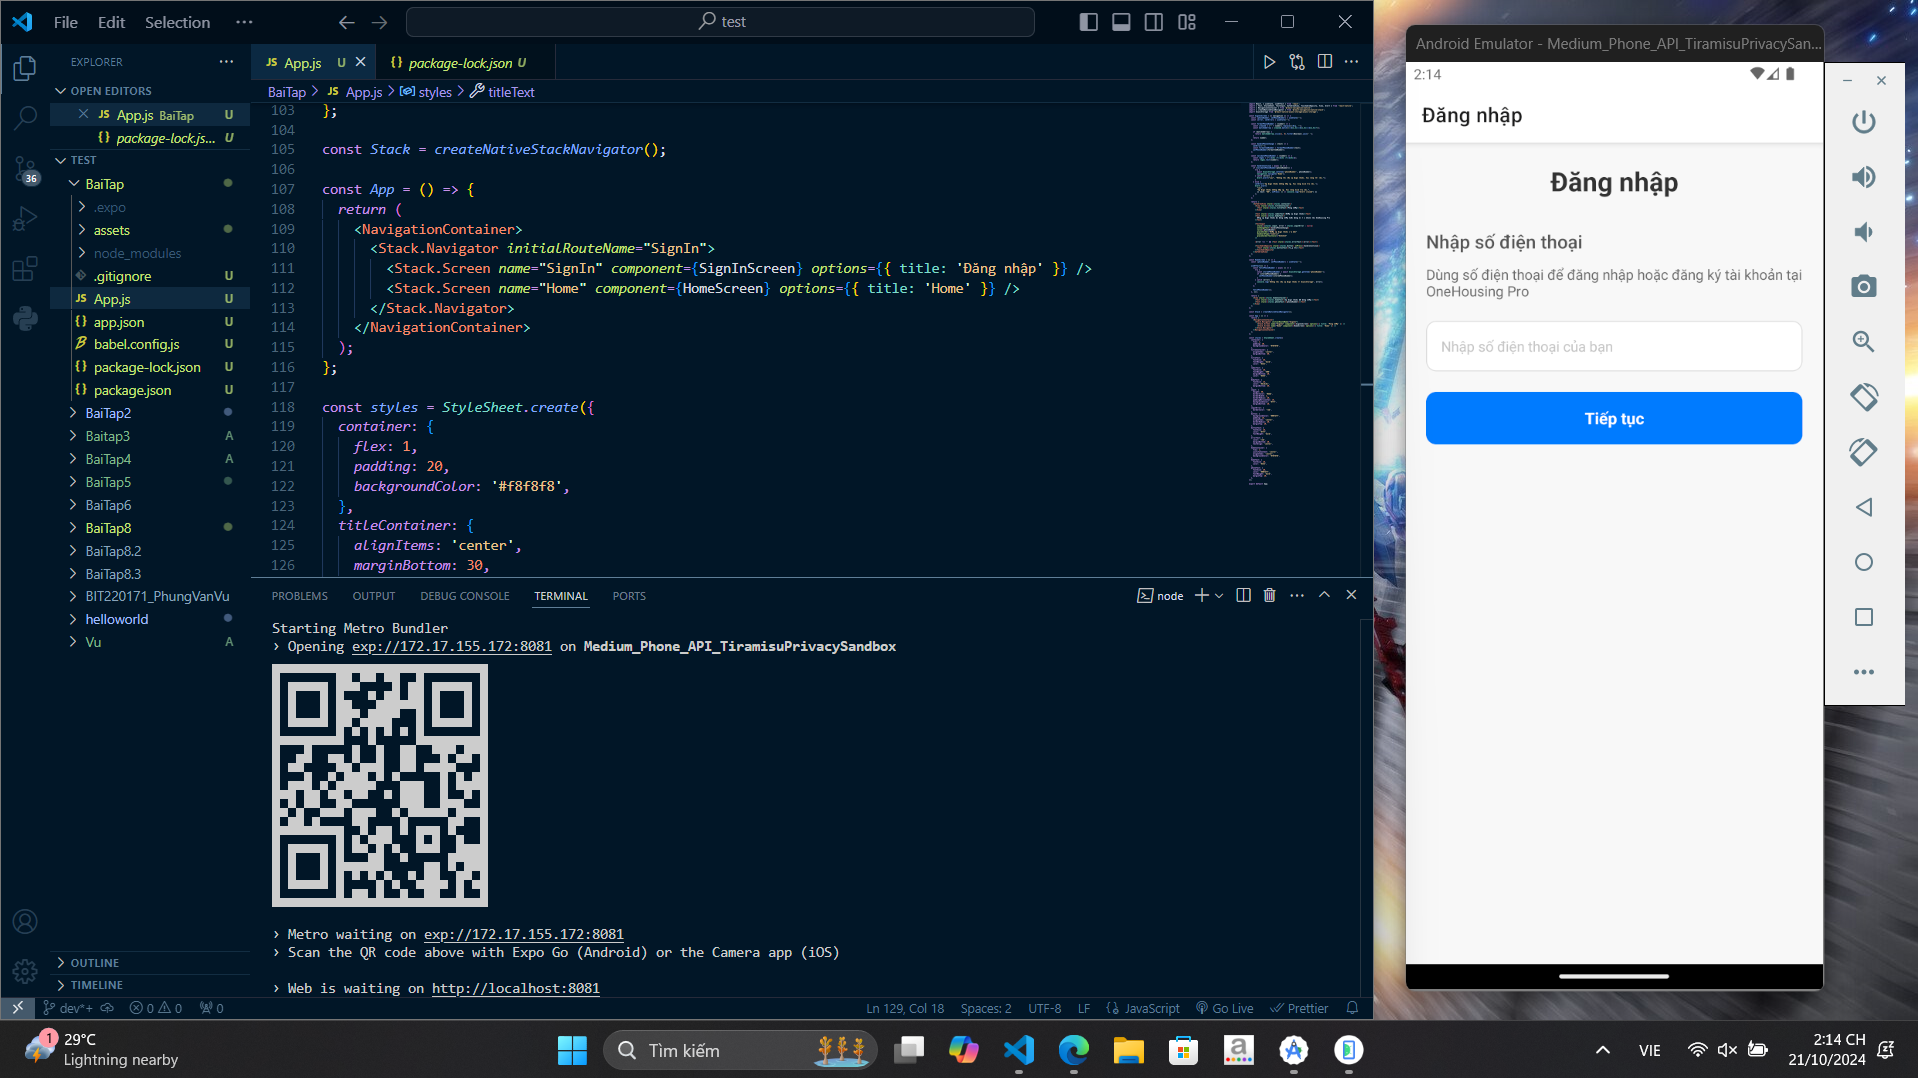 File Edit Selection
test
EXPLORER
OPEN EDITORS
App.js BaiTap U
package-lock.js... U
TEST
BaiTap
.expo
assets
node_modules
.gitignore U
App.js U
app.json U
babel.config.js U
package-lock.json U
package.json U
BaiTap2
Baitap3 A
BaiTap4 A
BaiTap5
BaiTap6
BaiTap8
BaiTap8.2
BaiTap8.3
BIT220171_PhungVanVu
helloworld
Vu A
OUTLINE
TIMELINE
36
App.js U
package-lock.json U
BaiTap > App.js > styles > titleText
103 };
104
105 const Stack = createNativeStackNavigator();
106
107 const App = () => {
108 return (
109 <NavigationContainer>
110 <Stack.Navigator initialRouteName="SignIn">
111 <Stack.Screen name="SignIn" component={SignInScreen} options={{ title: 'Đăng nhập' }} />
112 <Stack.Screen name="Home" component={HomeScreen} options={{ title: 'Home' }} />
113 </Stack.Navigator>
114 </NavigationContainer>
115 );
116 };
117
118 const styles = StyleSheet.create({
119 container: {
120 flex: 1,
121 padding: 20,
122 backgroundColor: '#f8f8f8',
123 },
124 titleContainer: {
125 alignItems: 'center',
126 marginBottom: 30,
PROBLEMS OUTPUT DEBUG CONSOLE TERMINAL PORTS
node
Starting Metro Bundler
› Opening exp://172.17.155.172:8081 on Medium_Phone_API_TiramisuPrivacySandbox
› Metro waiting on exp://172.17.155.172:8081
› Scan the QR code above with Expo Go (Android) or the Camera app (iOS)
› Web is waiting on http://localhost:8081
dev*+ 0 0 0
Ln 129, Col 18 Spaces: 2 UTF-8 LF JavaScript Go Live Prettier
Android Emulator - Medium_Phone_API_TiramisuPrivacySan...
2:14
Đăng nhập
Đăng nhập
Nhập số điện thoại
Dùng số điện thoại để đăng nhập hoặc đăng ký tài khoản tại
OneHousing Pro
Nhập số điện thoại của bạn
Tiếp tục
1
29°C
Lightning nearby
Tìm kiếm
VIE
2:14 CH
21/10/2024